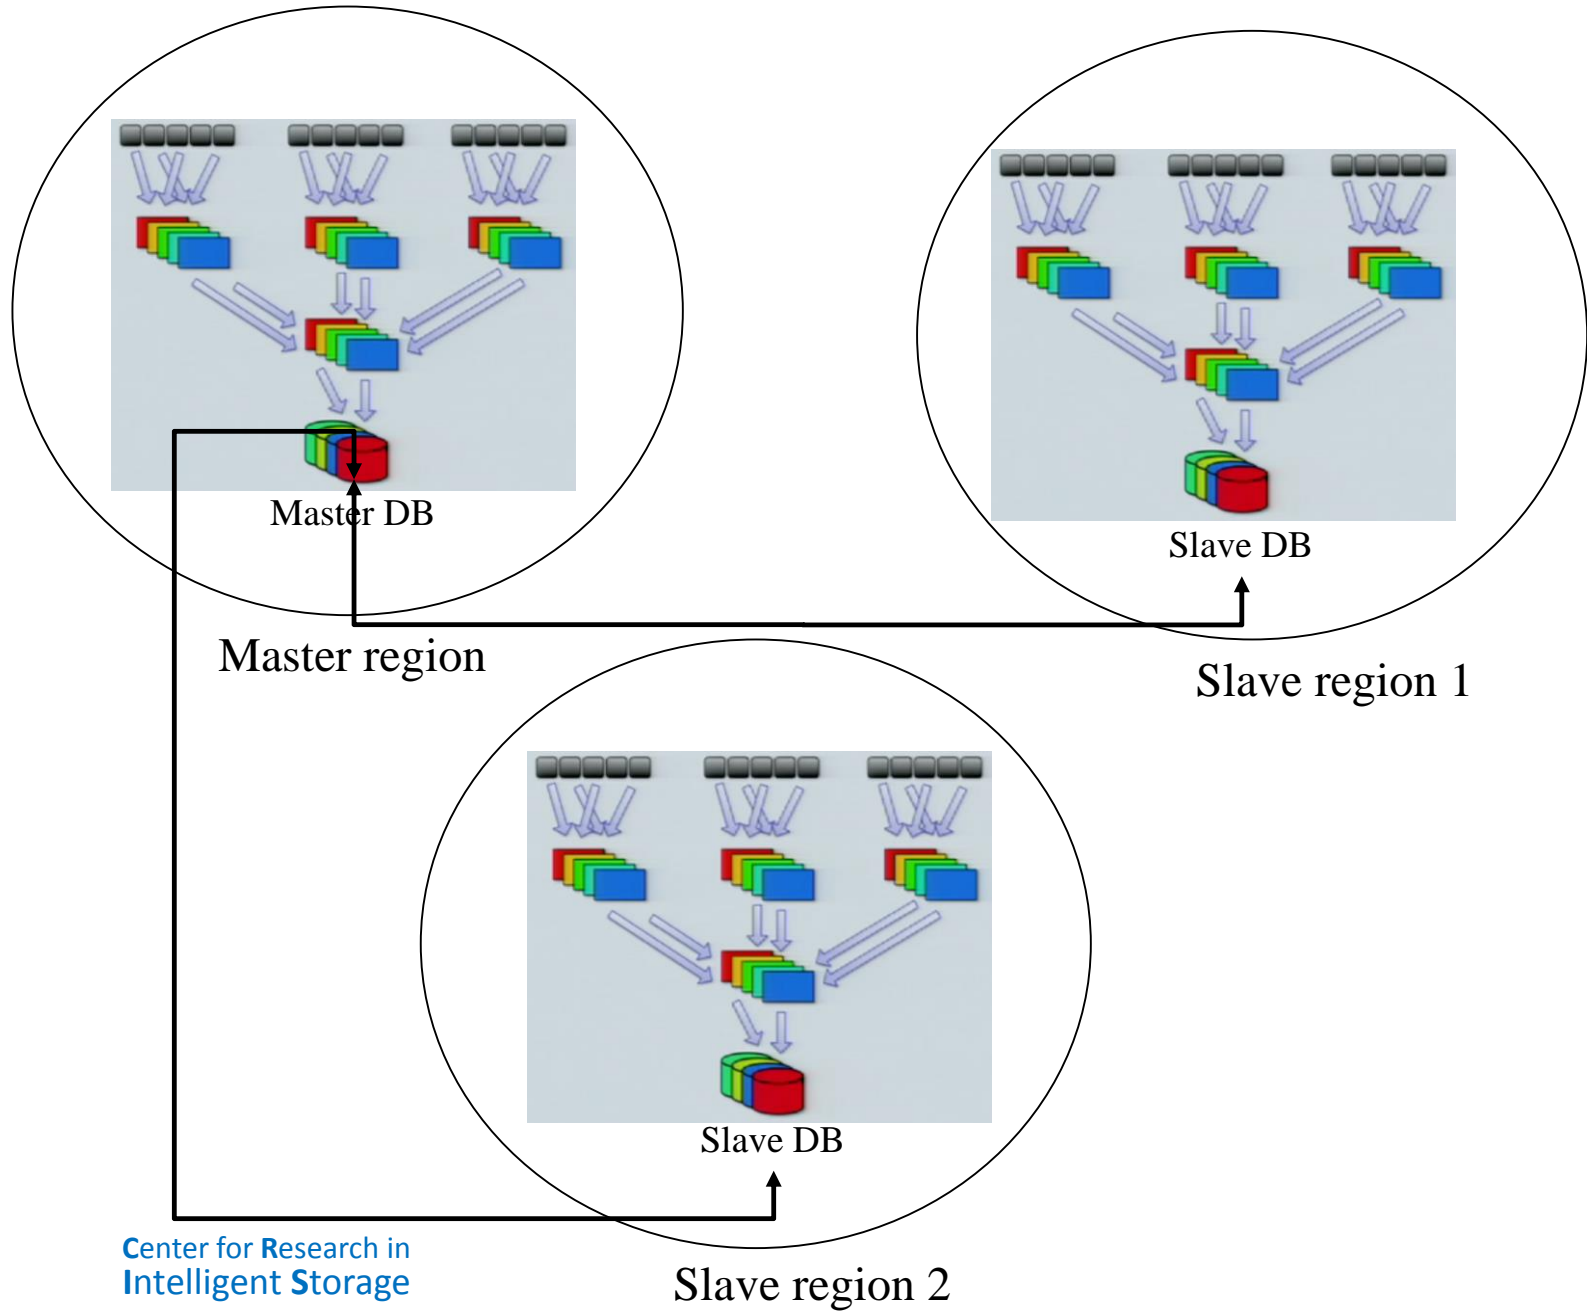 Master DB
Slave DB
Master region
Slave region 1
Slave DB
Center for Research in
Intelligent Storage
Slave region 2